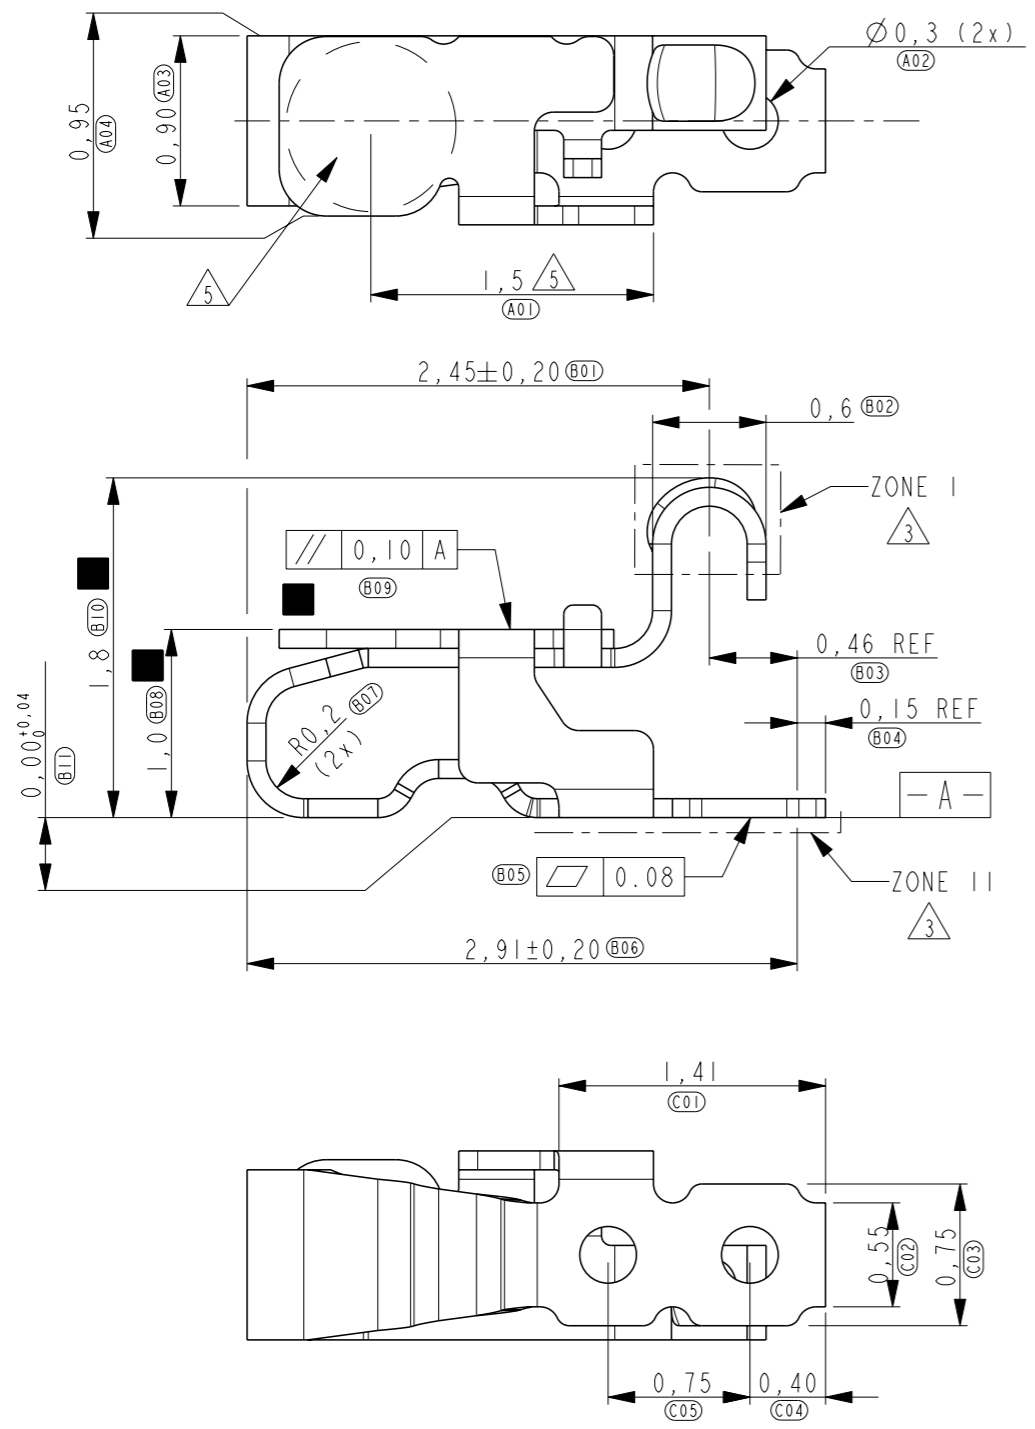 Ø0,3 (2x)
A02
0,95 A04
0,90 A03
5
1,5 5
A01
2,45±0,20 B01
0,6 B02
ZONE 1
3
// 0,10 A
B09
1,8 B10
1,0 B08
0,00 +0,04 0
B11
R0,2 B07
(2x)
0,46 REF
B03
0,15 REF
B04
- A -
B05 0.08
ZONE 11
3
2,91±0,20 B06
1,41
C01
0,55 C02
0,75 C03
0,75
C05
0,40
C04